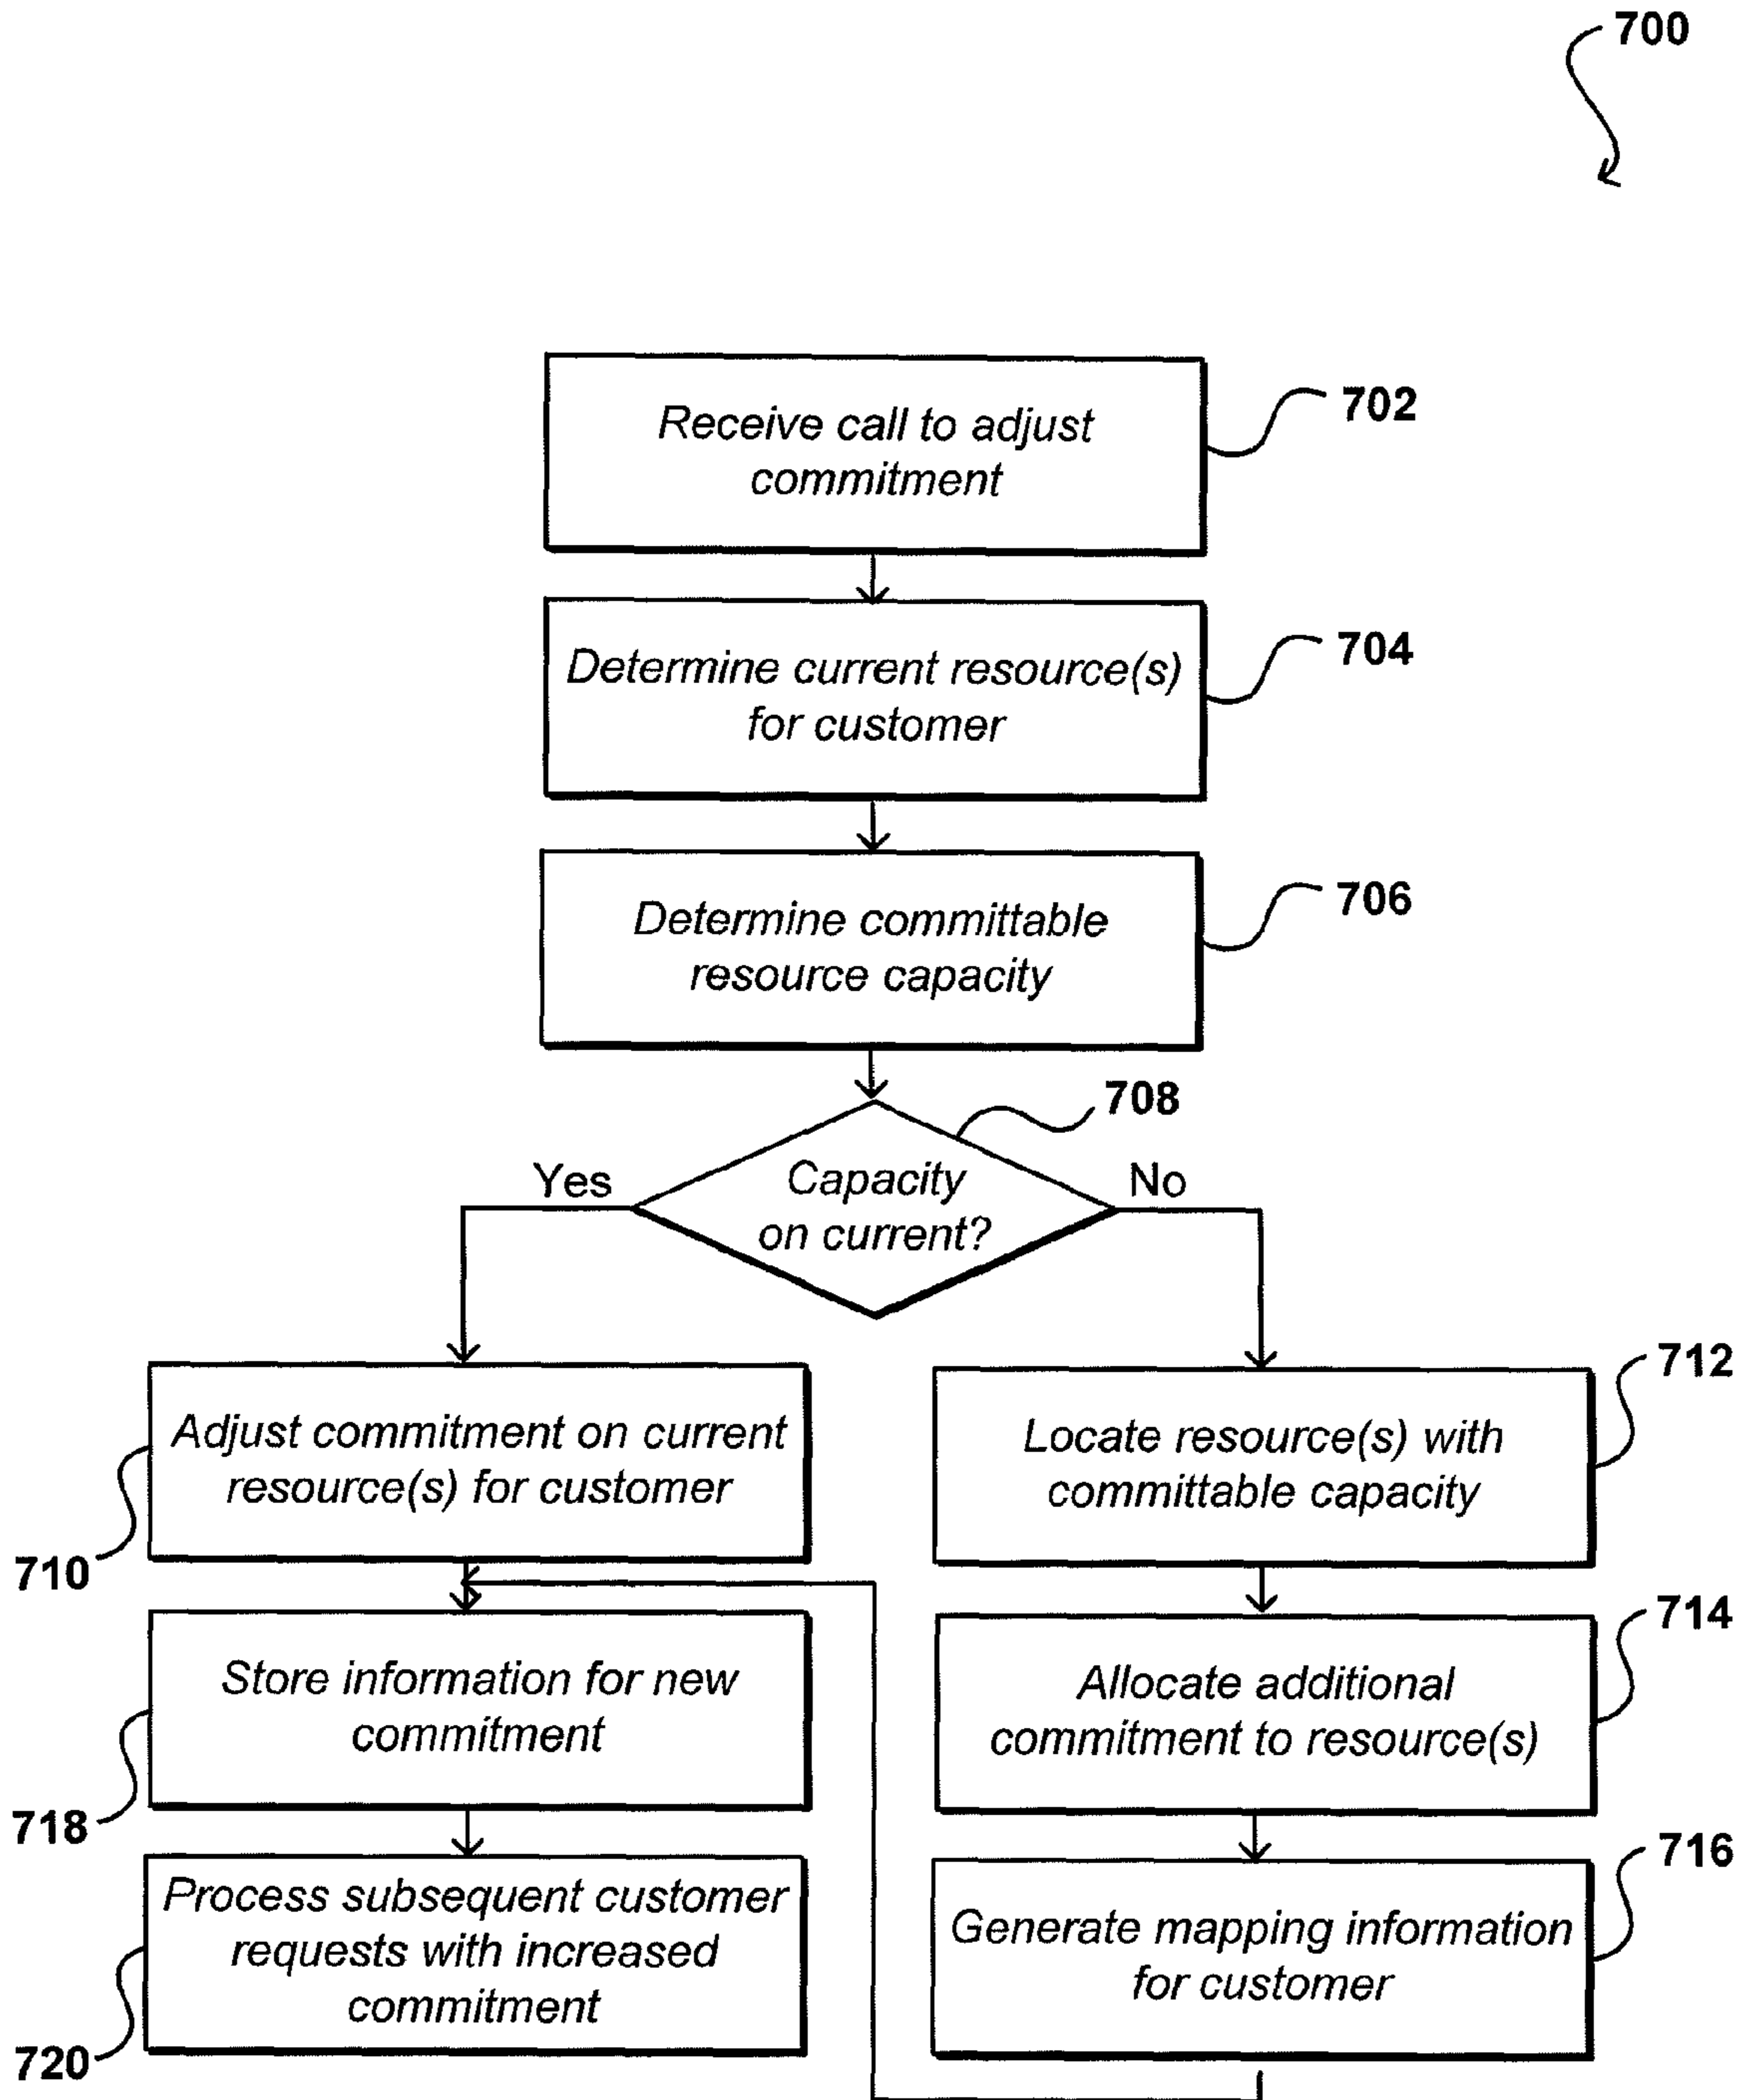 700
Receive call to adjust
commitment
702
Determine current resource(s)
for customer
704
Determine committable
resource capacity
706
708
Yes
Capacity
on current?
No
Adjust commitment on current
resource(s) for customer
710
Locate resource(s) with
committable capacity
712
Store information for new
commitment
718
Allocate additional
commitment to resource(s)
714
Process subsequent customer
requests with increased
commitment
720
Generate mapping information
for customer
716